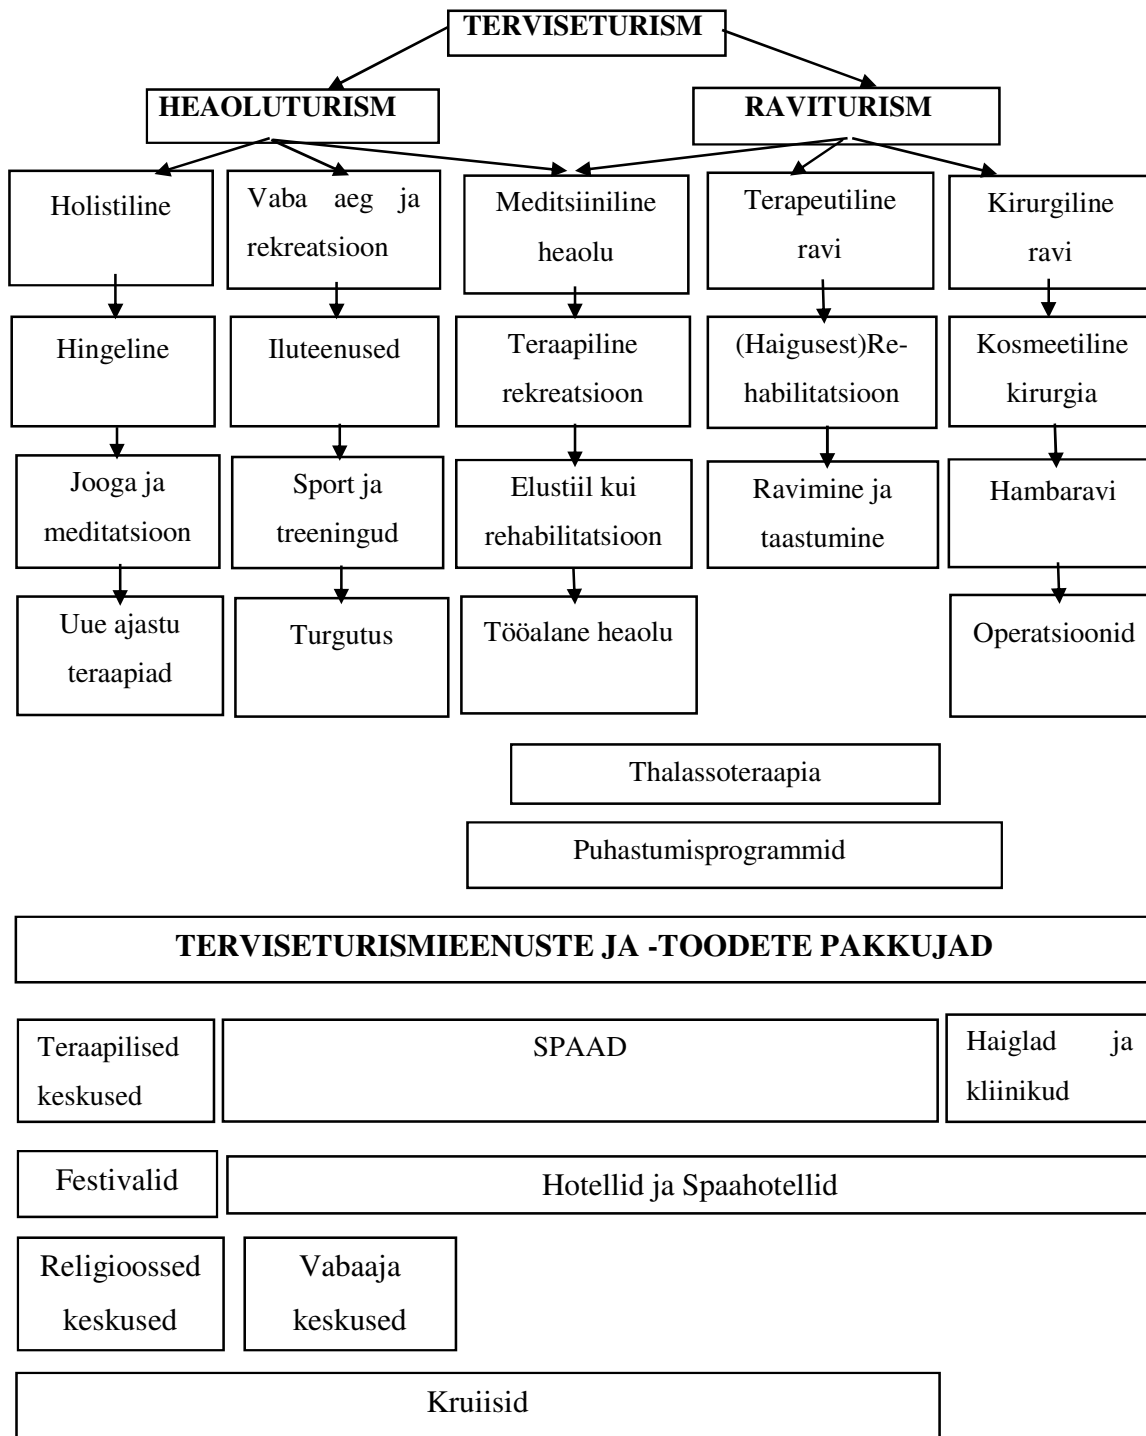 TERVISETURISM
HEAOLUTURISM
RAVITURISM
Holistiline
Vaba aeg ja
rekreatsioon
Meditsiiniline
heaolu
Terapeutiline
ravi
Kirurgiline
ravi
Hingeline
Iluteenused
Teraapiline
rekreatsioon
(Haigusest)Re-
habilitatsioon
Kosmeetiline
kirurgia
Jooga ja
meditatsioon
Sport ja
treeningud
Elustiil kui
rehabilitatsioon
Ravimine ja
taastumine
Hambaravi
Uue ajastu
teraapiad
Turgutus
Tööalane heaolu
Operatsioonid
Thalassoteraapia
Puhastumisprogrammid
TERVISETURISMIEENUSTE JA -TOODETE PAKKUJAD
Teraapilised
keskused
SPAAD
Haiglad ja
kliinikud
Festivalid
Hotellid ja Spaahotellid
Religioossed
keskused
Vabaaja
keskused
Kruiisid